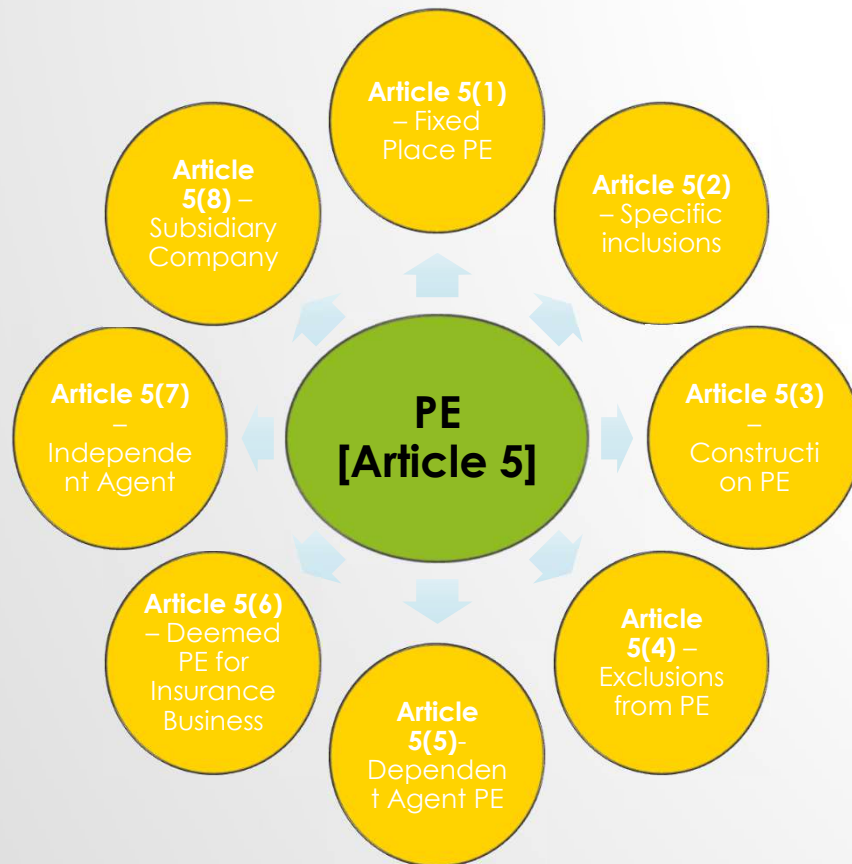 Article 5(1)
– Fixed
Place PE
Article 5(2)
– Specific
inclusions
Article 5(3)
–
Constructi
on PE
Article
5(4) –
Exclusions
from PE
Article
5(5)-
Dependen
t Agent PE
Article 5(6)
– Deemed
PE for
Insurance
Business
Article 5(7)
–
Independe
nt Agent
Article
5(8) –
Subsidiary
Company
PE
[Article 5]